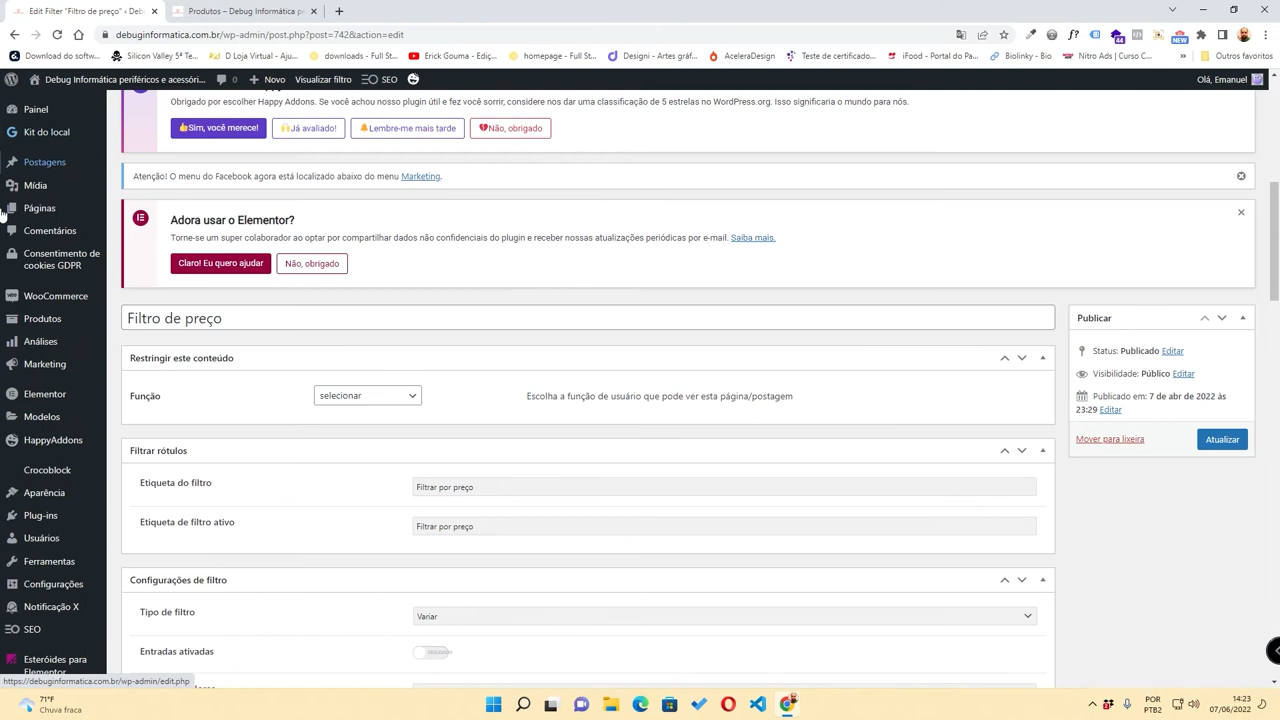 Edit Filter "Filtro de preço" ‹ Deb
Produtos – Debug Informática pe
debuginformatica.com.br/wp-admin/post.php?post=742&action=edit
Download do softw...
Silicon Valley 5ª Te...
D Loja Virtual - Aju...
downloads - Full S...
Erick Gouma - Ediç...
homepage - Full S...
Designi - Artes gráf...
AceleraDesign
Teste de certificado...
iFood - Portal do Pa...
Biolinky - Bio
Nitro Ads | Curso C...
»
Outros favoritos
Debug Informática periféricos e acessóri...
0
Novo
Visualizar filtro
SEO
Olá, Emanuel
Obrigado por escolher Happy Addons. Se você achou nosso plugin útil e fez você sorrir, considere nos dar uma classificação de 5 estrelas no WordPress.org. Isso significaria o mundo para nós.
Sim, você merece!
Já avaliado!
Lembre-me mais tarde
Não, obrigado
Atenção! O menu do Facebook agora está localizado abaixo do menu Marketing.
Adora usar o Elementor?
Torne-se um super colaborador ao optar por compartilhar dados não confidenciais do plugin e receber nossas atualizações periódicas por e-mail. Saiba mais.
Claro! Eu quero ajudar
Não, obrigado
Painel
Kit do local
Postagens
Mídia
Páginas
Comentários
Consentimento de
cookies GDPR
WooCommerce
Produtos
Análises
Marketing
Elementor
Modelos
HappyAddons
Crocoblock
Aparência
Plug-ins
Usuários
Ferramentas
Configurações
Notificação X
SEO
Esteróides para
Elementor
Filtro de preço
Restringir este conteúdo
Função
selecionar
Escolha a função de usuário que pode ver esta página/postagem
Filtrar rótulos
Etiqueta do filtro
Filtrar por preço
Etiqueta de filtro ativo
Filtrar por preço
Configurações de filtro
Tipo de filtro
Variar
Entradas ativadas
Publicar
Status: Publicado Editar
Visibilidade: Público Editar
Publicado em: 7 de abr de 2022 às
23:29 Editar
Mover para lixeira
Atualizar
https://debuginformatica.com.br/wp-admin/edit.php
71°F
Chuva fraca
POR
PTB2
14:23
07/06/2022